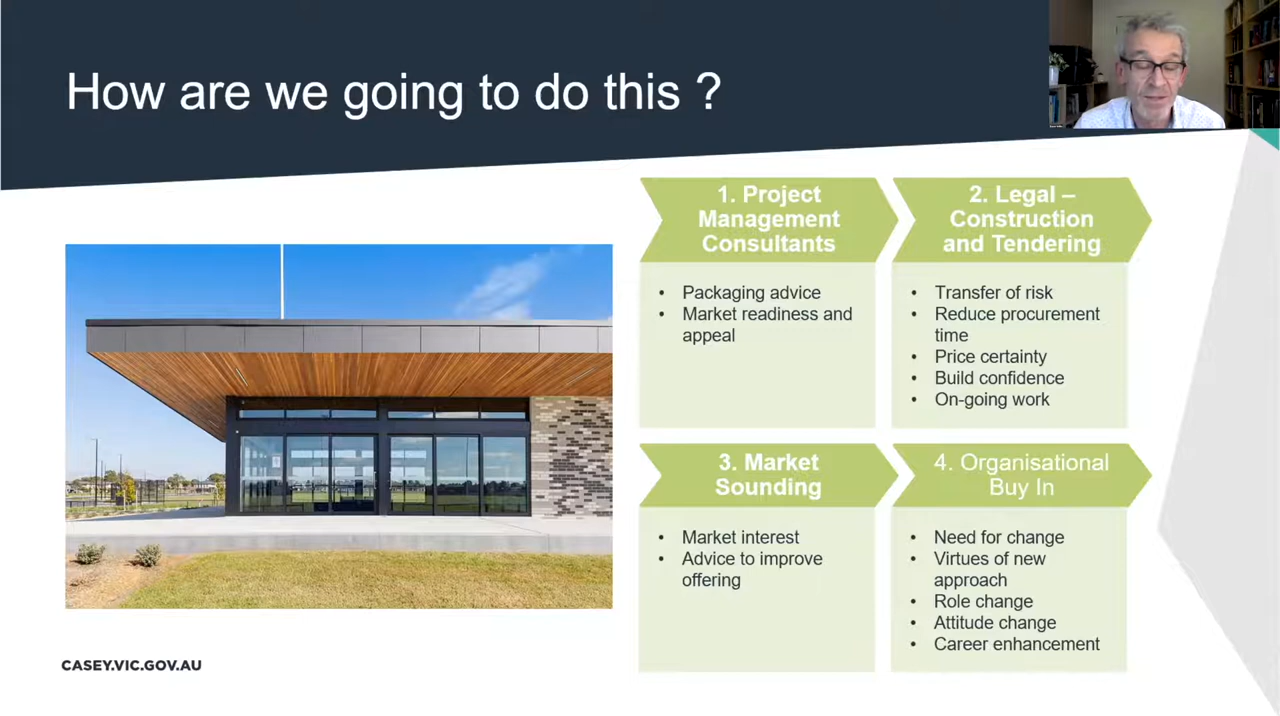 How are we going to do this ?
1. Project
Management
Consultants
• Packaging advice
• Market readiness and
appeal
2. Legal –
Construction
and Tendering
• Transfer of risk
• Reduce procurement
time
• Price certainty
• Build confidence
• On-going work
3. Market
Sounding
• Market interest
• Advice to improve
offering
4. Organisational
Buy In
• Need for change
• Virtues of new
approach
• Role change
• Attitude change
• Career enhancement
CASEY.VIC.GOV.AU